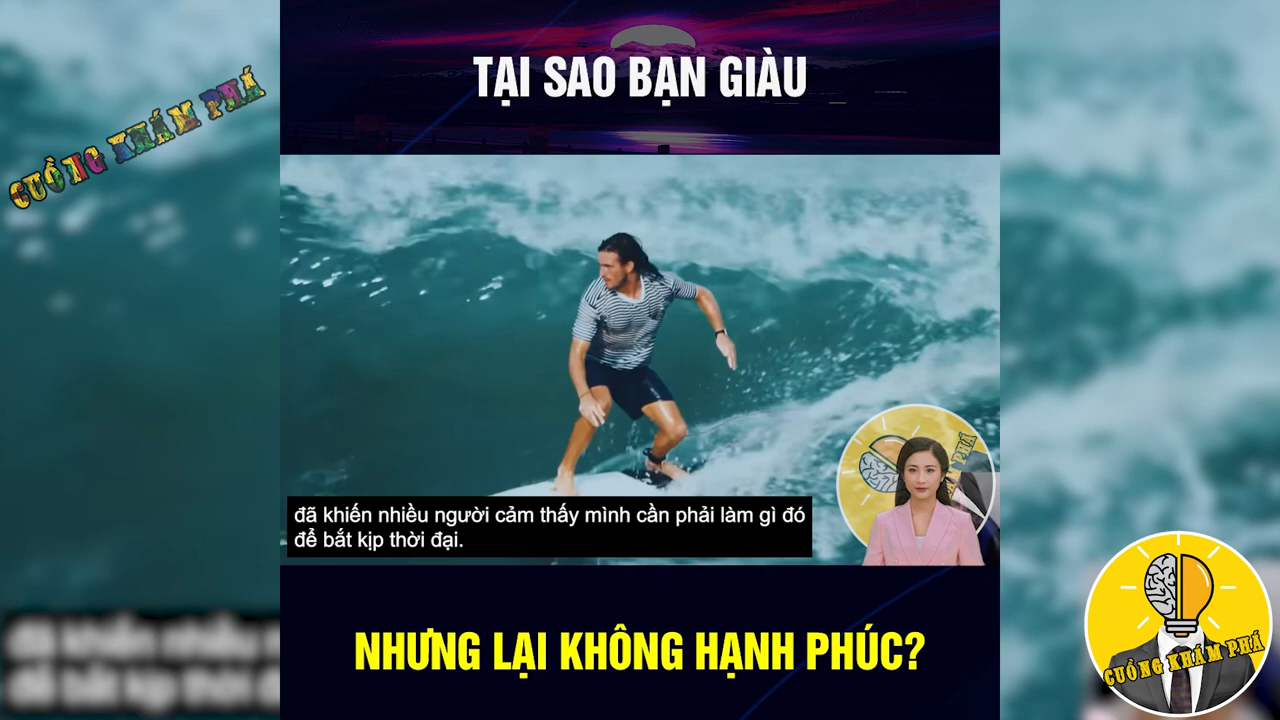 TẠI SAO BẠN GIÀU
CUỒNG KHÁM PHÁ
đã khiến nhiều người cảm thấy mình cần phải làm gì đó
để bắt kịp thời đại.
NHƯNG LẠI KHÔNG HẠNH PHÚC?
CUỒNG KHÁM PHÁ